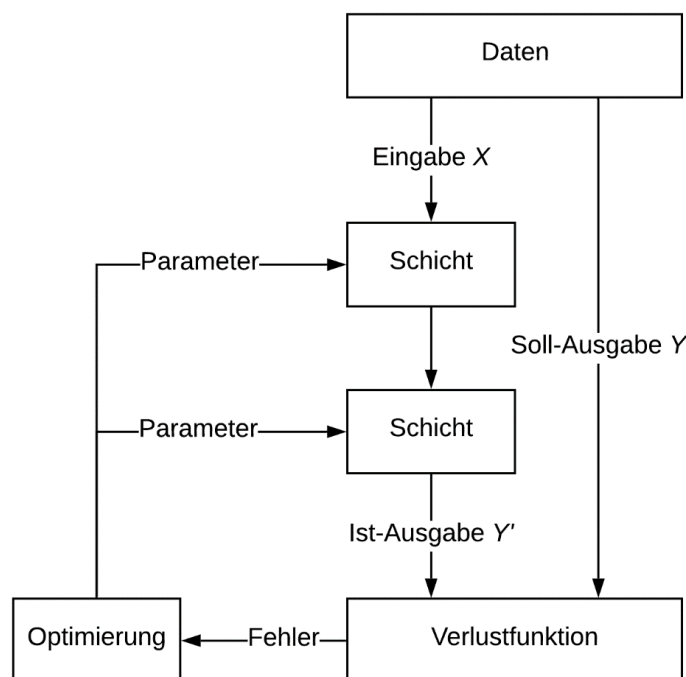 Daten
Eingabe X
Parameter
Schicht
Soll-Ausgabe Y
Parameter
Schicht
Ist-Ausgabe Y'
Optimierung
Fehler
Verlustfunktion